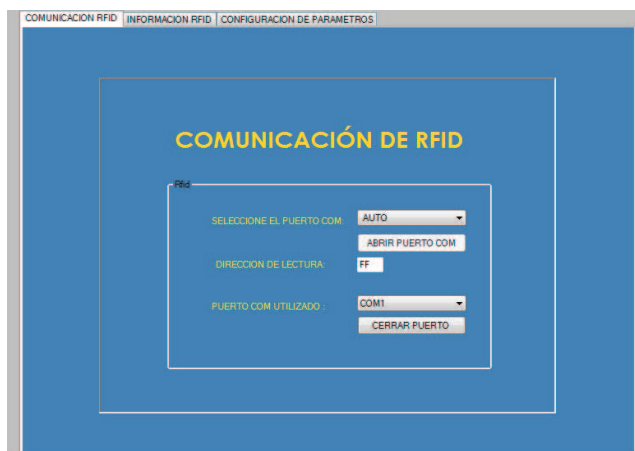 COMUNICACION RFID INFORMACION RFID CONFIGURACION DE PARAMETROS
COMUNICACIÓN DE RFID
Rfid
SELECCIONE EL PUERTO COM: AUTO
ABRIR PUERTO COM
DIRECCION DE LECTURA: FF
PUERTO COM UTILIZADO : COM1
CERRAR PUERTO